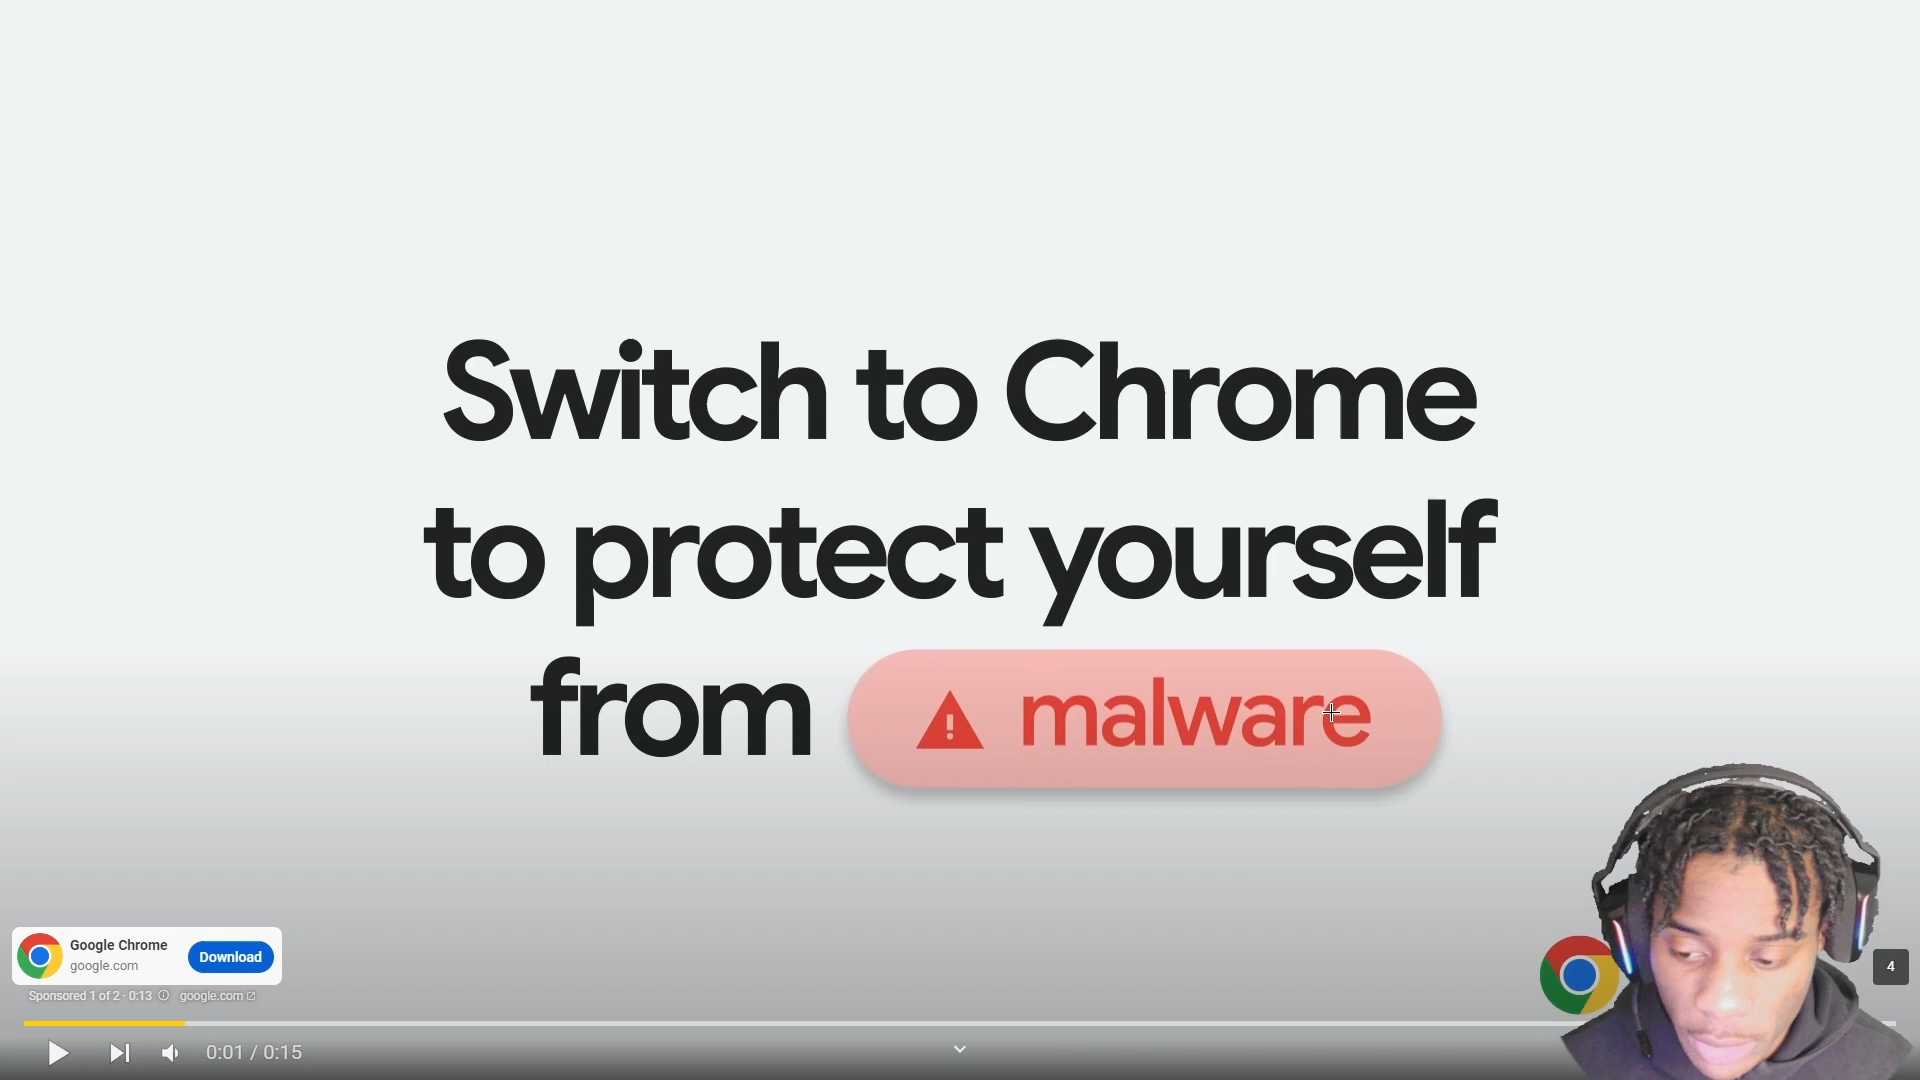 Switch to Chrome
to protect yourself
from malware
Google Chrome
google.com
Download
Sponsored 1 of 2 · 0:13 google.com
4
0:01 / 0:15